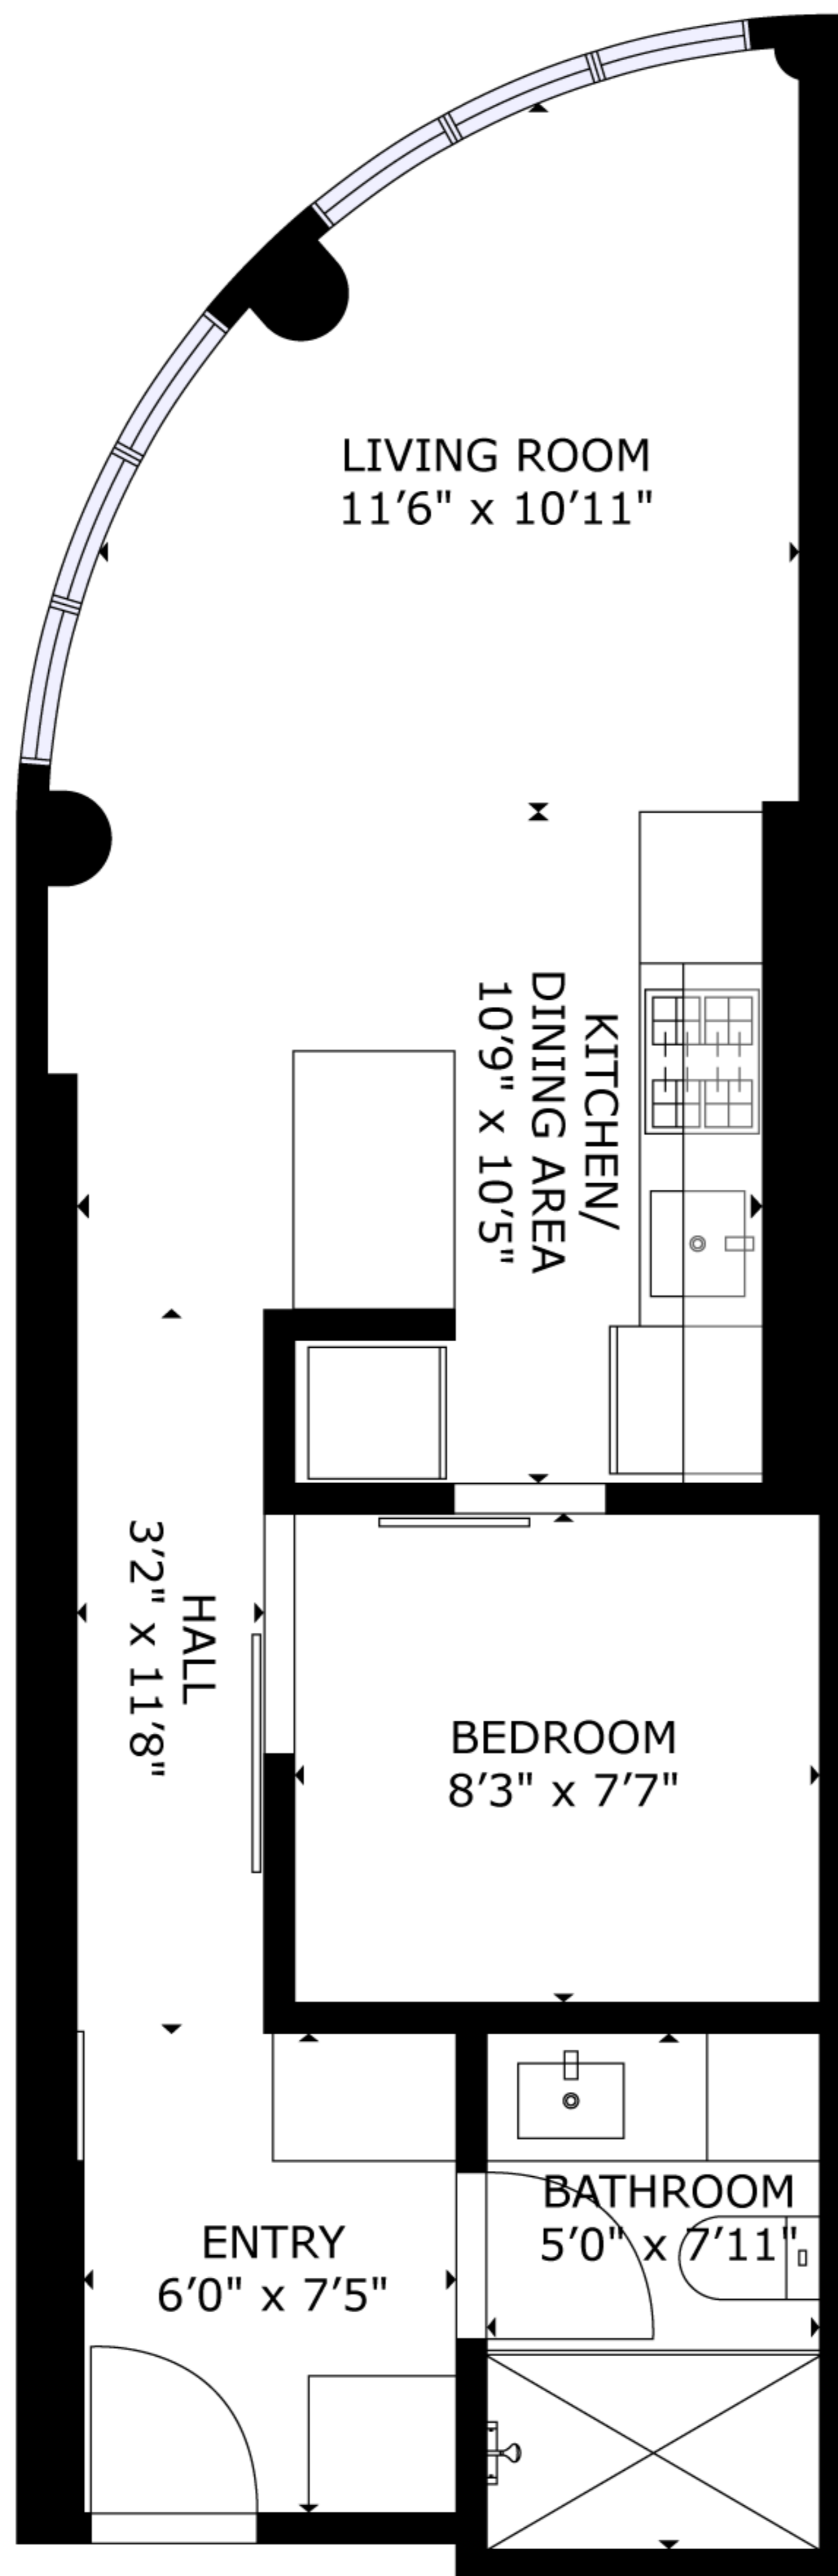 LIVING ROOM
11'6" x 10'11"
KITCHEN/
DINING AREA
10'9" x 10'5"
HALL
3'2" x 11'8"
BEDROOM
8'3" x 7'7"
BATHROOM
5'0" x 7'11"
ENTRY
6'0" x 7'5"